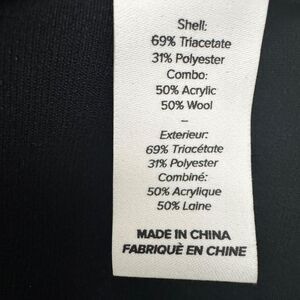 Shell:
69% Triacetate
31% Polyester
Combo:
50% Acrylic
50% Wool
–
Exterieur:
69% Triacétate
31% Polyester
Combiné:
50% Acrylique
50% Laine
MADE IN CHINA
FABRIQUÈ EN CHINE